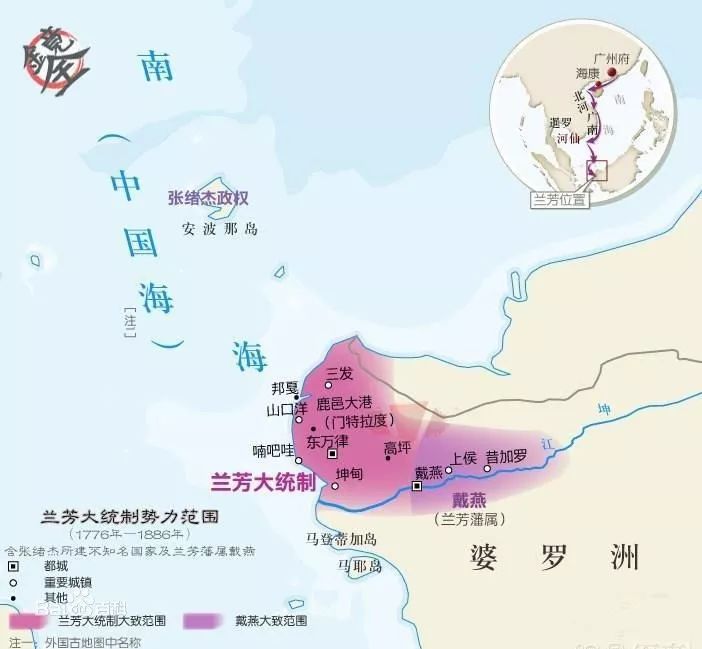 竟
南
（中国海）
海
[注二]
张绪杰政权
安波那岛
广州府
海康
北河
广南
南
海
暹罗
河仙
兰芳位置
三发
邦戛
山口洋
鹿邑大港
（门特拉度）
东万律
喃吧哇
高坪
坤甸
兰芳大统制
上侯
昔加罗
戴燕
坤
江
戴燕
（兰芳藩属）
马登蒂加岛
马耶岛
婆罗洲
兰芳大统制势力范围
（1776年—1886年）
含张绪杰所建不知名国家及兰芳藩属戴燕
都城
重要城镇
其他
Bai 百科
兰芳大统制大致范围
戴燕大致范围
注一：外国古地图中名称